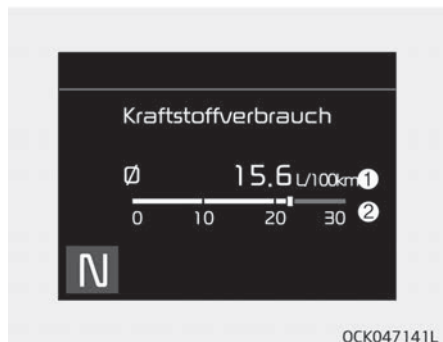 Kraftstoffverbrauch
Ø 15.6 L/100km ①
0 10 20 30 ②
N
OCK047141L